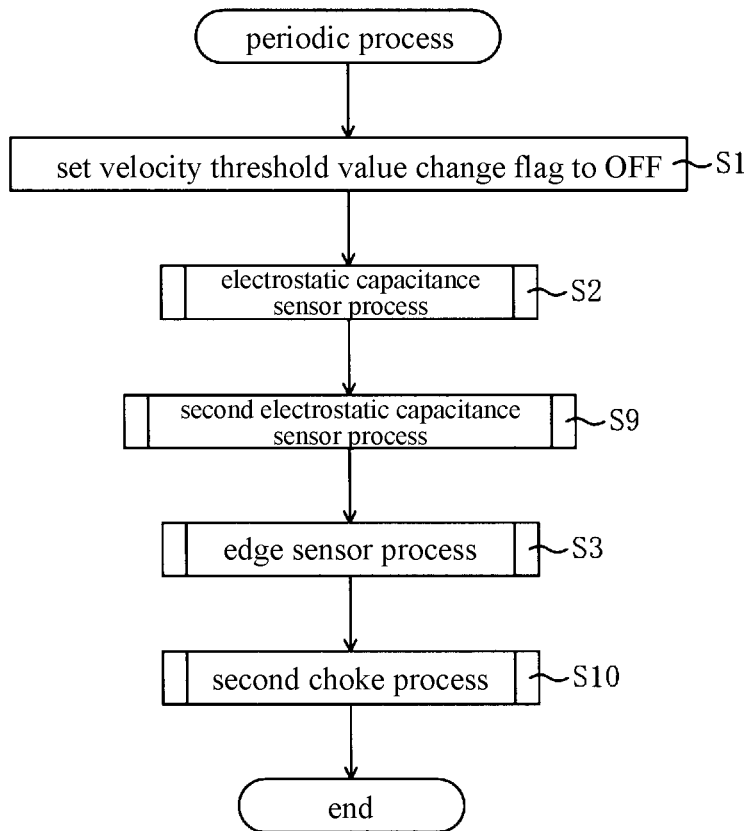 periodic process
set velocity threshold value change flag to OFF
S1
electrostatic capacitance
sensor process
S2
second electrostatic capacitance
sensor process
S9
edge sensor process
S3
second choke process
S10
end